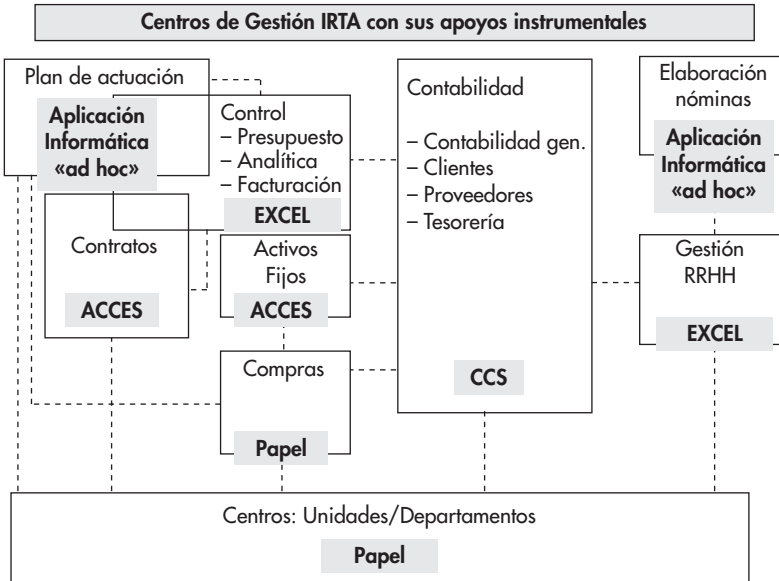 Centros de Gestión IRTA con sus apoyos instrumentales
Plan de actuación
Aplicación
Informática
«ad hoc»
Control
– Presupuesto
– Analítica
– Facturación
EXCEL
Contabilidad
– Contabilidad gen.
– Clientes
– Proveedores
– Tesorería
CCS
Elaboración
nóminas
Aplicación
Informática
«ad hoc»
Contratos
ACCES
Activos
Fijos
ACCES
Gestión
RRHH
EXCEL
Compras
Papel
Centros: Unidades/Departamentos
Papel